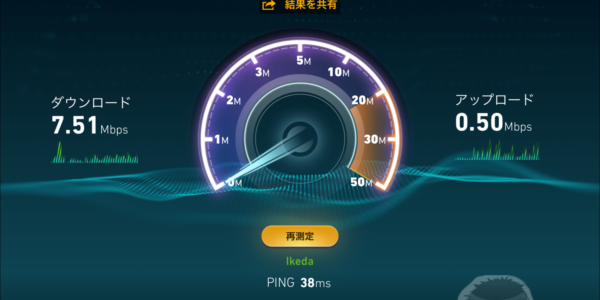 結果を共有
5M
3M
10M
2M
20M
ダウンロード
アップロード
7.51 Mbps
0.50 Mbps
1M
30M
0M
50M
再測定
Ikeda
PING 38ms